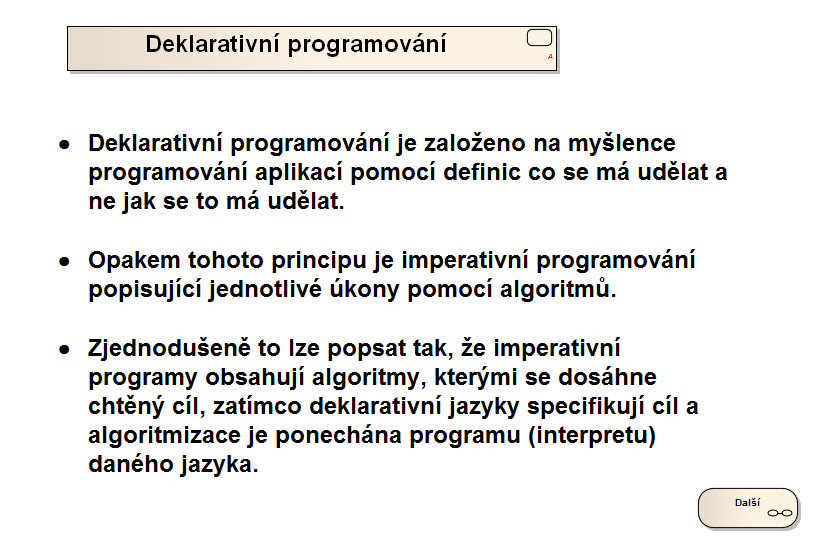 Deklarativní programování
A
● Deklarativní programování je založeno na myšlence
programování aplikací pomocí definic co se má udělat a
ne jak se to má udělat.
● Opakem tohoto principu je imperativní programování
popisující jednotlivé úkony pomocí algoritmů.
● Zjednodušeně to lze popsat tak, že imperativní
programy obsahují algoritmy, kterými se dosáhne
chtěný cíl, zatímco deklarativní jazyky specifikují cíl a
algoritmizace je ponechána programu (interpretu)
daného jazyka.
Další